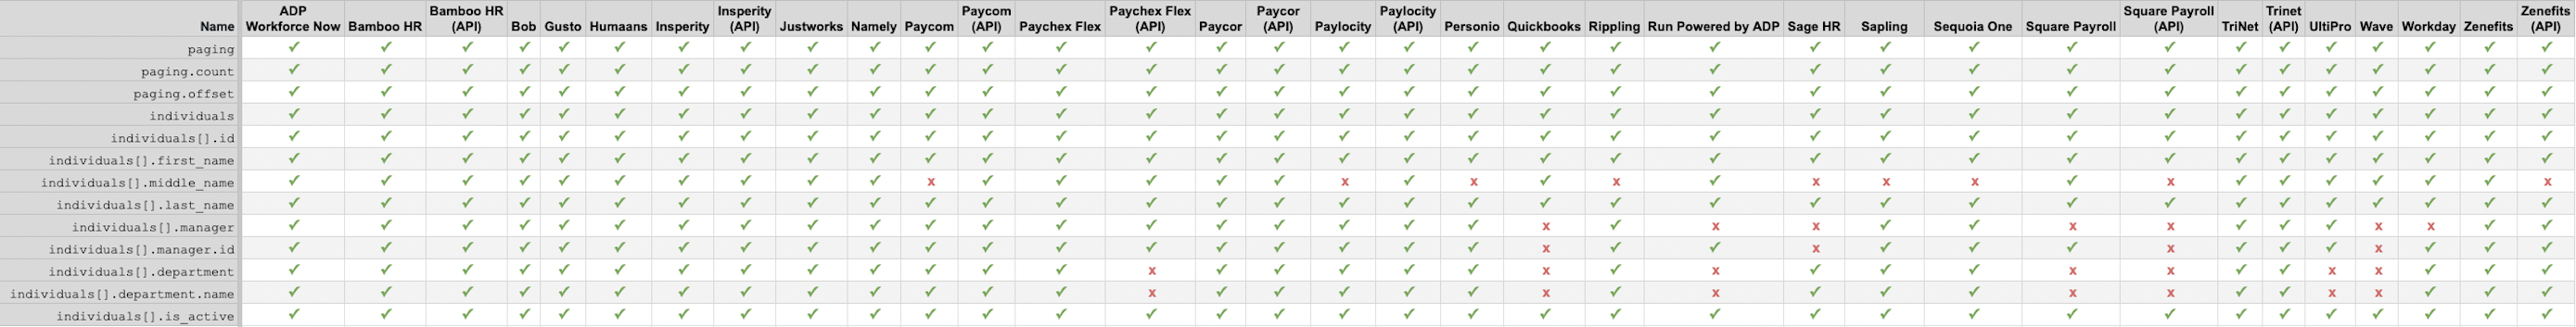 ADP Bamboo HR Insperity Paycom Paychex Flex Paycor Paylocity Square Payroll Trinet Zenefits
Name Workforce Now Bamboo HR (API) Bob Gusto Humaans Insperity (API) Justworks Namely Paycom (API) Paychex Flex (API) Paycor (API) Paylocity (API) Personio Quickbooks Rippling Run Powered by ADP Sage HR Sapling Sequoia One Square Payroll (API) TriNet (API) UltiPro Wave Workday Zenefits (API)
paging ✓ ✓ ✓ ✓ ✓ ✓ ✓ ✓ ✓ ✓ ✓ ✓ ✓ ✓ ✓ ✓ ✓ ✓ ✓ ✓ ✓ ✓ ✓ ✓ ✓ ✓ ✓ ✓ ✓ ✓ ✓ ✓ ✓ ✓
paging.count ✓ ✓ ✓ ✓ ✓ ✓ ✓ ✓ ✓ ✓ ✓ ✓ ✓ ✓ ✓ ✓ ✓ ✓ ✓ ✓ ✓ ✓ ✓ ✓ ✓ ✓ ✓ ✓ ✓ ✓ ✓ ✓ ✓ ✓
paging.offset ✓ ✓ ✓ ✓ ✓ ✓ ✓ ✓ ✓ ✓ ✓ ✓ ✓ ✓ ✓ ✓ ✓ ✓ ✓ ✓ ✓ ✓ ✓ ✓ ✓ ✓ ✓ ✓ ✓ ✓ ✓ ✓ ✓ ✓
individuals ✓ ✓ ✓ ✓ ✓ ✓ ✓ ✓ ✓ ✓ ✓ ✓ ✓ ✓ ✓ ✓ ✓ ✓ ✓ ✓ ✓ ✓ ✓ ✓ ✓ ✓ ✓ ✓ ✓ ✓ ✓ ✓ ✓ ✓
individuals[].id ✓ ✓ ✓ ✓ ✓ ✓ ✓ ✓ ✓ ✓ ✓ ✓ ✓ ✓ ✓ ✓ ✓ ✓ ✓ ✓ ✓ ✓ ✓ ✓ ✓ ✓ ✓ ✓ ✓ ✓ ✓ ✓ ✓ ✓
individuals[].first_name ✓ ✓ ✓ ✓ ✓ ✓ ✓ ✓ ✓ ✓ ✓ ✓ ✓ ✓ ✓ ✓ ✓ ✓ ✓ ✓ ✓ ✓ ✓ ✓ ✓ ✓ ✓ ✓ ✓ ✓ ✓ ✓ ✓ ✓
individuals[].middle_name ✓ ✓ ✓ ✓ ✓ ✓ ✓ ✓ ✓ ✓ x ✓ ✓ ✓ ✓ ✓ x ✓ x ✓ x ✓ x x x ✓ x ✓ ✓ ✓ ✓ ✓ ✓ x
individuals[].last_name ✓ ✓ ✓ ✓ ✓ ✓ ✓ ✓ ✓ ✓ ✓ ✓ ✓ ✓ ✓ ✓ ✓ ✓ ✓ ✓ ✓ ✓ ✓ ✓ ✓ ✓ ✓ ✓ ✓ ✓ ✓ ✓ ✓ ✓
individuals[].manager ✓ ✓ ✓ ✓ ✓ ✓ ✓ ✓ ✓ ✓ ✓ ✓ ✓ ✓ ✓ ✓ ✓ ✓ ✓ x ✓ x x ✓ ✓ x x ✓ ✓ ✓ x x ✓ ✓
individuals[].manager.id ✓ ✓ ✓ ✓ ✓ ✓ ✓ ✓ ✓ ✓ ✓ ✓ ✓ ✓ ✓ ✓ ✓ ✓ ✓ x ✓ ✓ x ✓ ✓ ✓ x ✓ ✓ ✓ x ✓ ✓ ✓
individuals[].department ✓ ✓ ✓ ✓ ✓ ✓ ✓ ✓ ✓ ✓ ✓ ✓ ✓ x ✓ ✓ ✓ ✓ ✓ x ✓ x ✓ ✓ ✓ x x ✓ ✓ x x ✓ ✓ ✓
individuals[].department.name ✓ ✓ ✓ ✓ ✓ ✓ ✓ ✓ ✓ ✓ ✓ ✓ ✓ x ✓ ✓ ✓ ✓ ✓ x ✓ x ✓ ✓ ✓ x x ✓ ✓ x x ✓ ✓ ✓
individuals[].is_active ✓ ✓ ✓ ✓ ✓ ✓ ✓ ✓ ✓ ✓ ✓ ✓ ✓ ✓ ✓ ✓ ✓ ✓ ✓ ✓ ✓ ✓ ✓ ✓ ✓ ✓ ✓ ✓ ✓ ✓ ✓ ✓ ✓ ✓